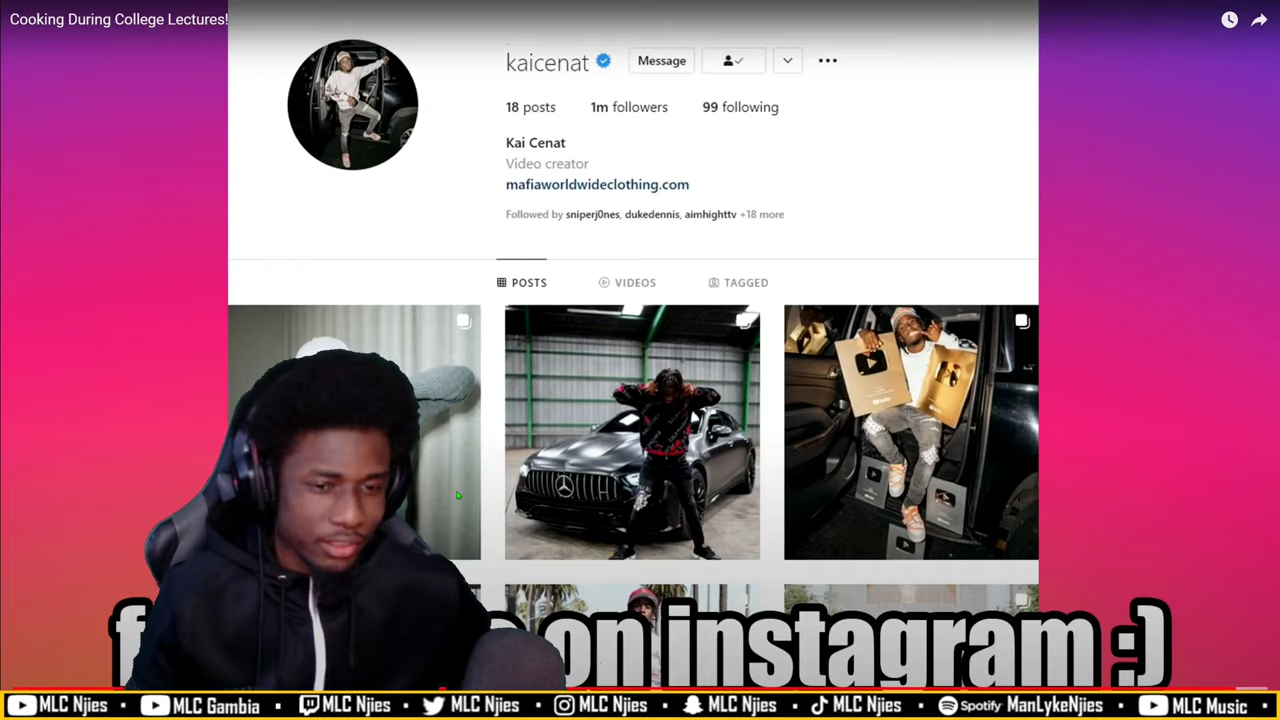 Cooking During College Lectures!
kaicenat
Message
18 posts 1m followers 99 following
Kai Cenat
Video creator
mafiaworldwideclothing.com
Followed by sniperj0nes, dukedennis, aimhighttv +18 more
POSTS VIDEOS TAGGED
on instagram :)
MLC Njies MLC Gambia MLC Njies MLC Njies MLC Njies MLC Njies MLC Njies Spotify ManLykeNjies MLC Music